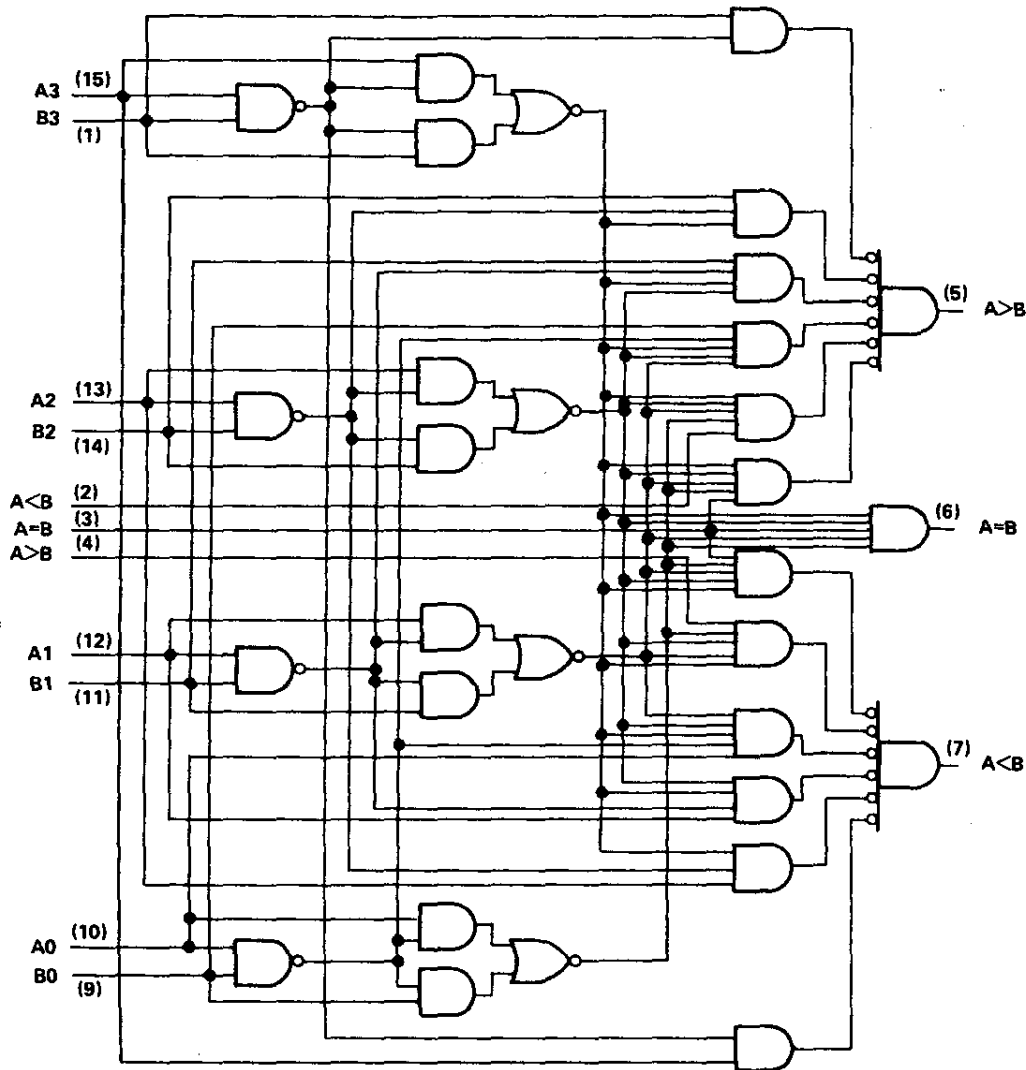 A3 (15)
B3 (1)
(5) A>B
A2 (13)
B2 (14)
A<B (2)
A=B (3)
A>B (4)
(6) A=B
A1 (12)
B1 (11)
(7) A<B
A0 (10)
B0 (9)